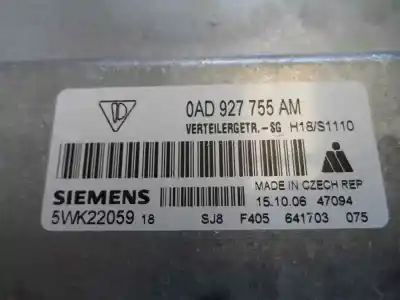 0AD 927 755 AM
VERTEILERGETR.-SG H18/S1110
SIEMENS
MADE IN CZECH REP
15.10.06 47094
5WK22059 18 SJ8 F405 641703 075